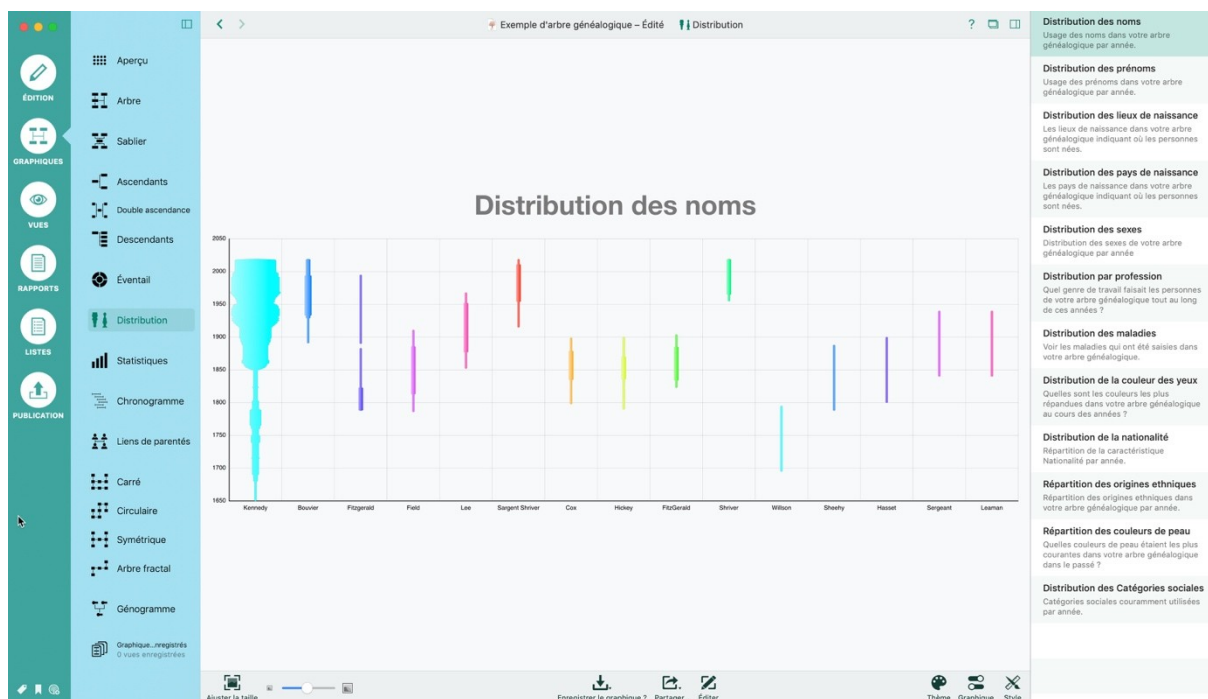 Exemple d'arbre généalogique – Édité
Distribution
?
ÉDITION
GRAPHIQUES
VUES
RAPPORTS
LISTES
PUBLICATION
Aperçu
Arbre
Sablier
Ascendants
Double ascendance
Descendants
Éventail
Distribution
Statistiques
Chronogramme
Liens de parentés
Carré
Circulaire
Symétrique
Arbre fractal
Génogramme
Graphique...nregistrés
0 vues enregistrées
Distribution des noms
2050
2000
1950
1900
1850
1800
1750
1700
1650
Kennedy
Bouvier
Fitzgerald
Field
Lee
Sargent Shriver
Cox
Hickey
FitzGerald
Shriver
Willson
Sheehy
Hasset
Sergeant
Leaman
Ajuster la taille
Enregistrer le graphique ?
Partager
Éditer
Thème
Graphique
Style
Distribution des noms
Usage des noms dans votre arbre
généalogique par année.
Distribution des prénoms
Usage des prénoms dans votre arbre
généalogique par année.
Distribution des lieux de naissance
Les lieux de naissance dans votre arbre
généalogique indiquant où les personnes
sont nées.
Distribution des pays de naissance
Les pays de naissance dans votre arbre
généalogique indiquant où les personnes
sont nées.
Distribution des sexes
Distribution des sexes de votre arbre
généalogique par année
Distribution par profession
Quel genre de travail faisait les personnes
de votre arbre généalogique tout au long
de ces années ?
Distribution des maladies
Voir les maladies qui ont été saisies dans
votre arbre généalogique.
Distribution de la couleur des yeux
Quelles sont les couleurs les plus
répandues dans votre arbre généalogique
au cours des années ?
Distribution de la nationalité
Répartition de la caractéristique
Nationalité par année.
Répartition des origines ethniques
Répartition des origines ethniques dans
votre arbre généalogique par année.
Répartition des couleurs de peau
Quelles couleurs de peau étaient les plus
courantes dans votre arbre généalogique
dans le passé ?
Distribution des Catégories sociales
Catégories sociales couramment utilisées
par année.